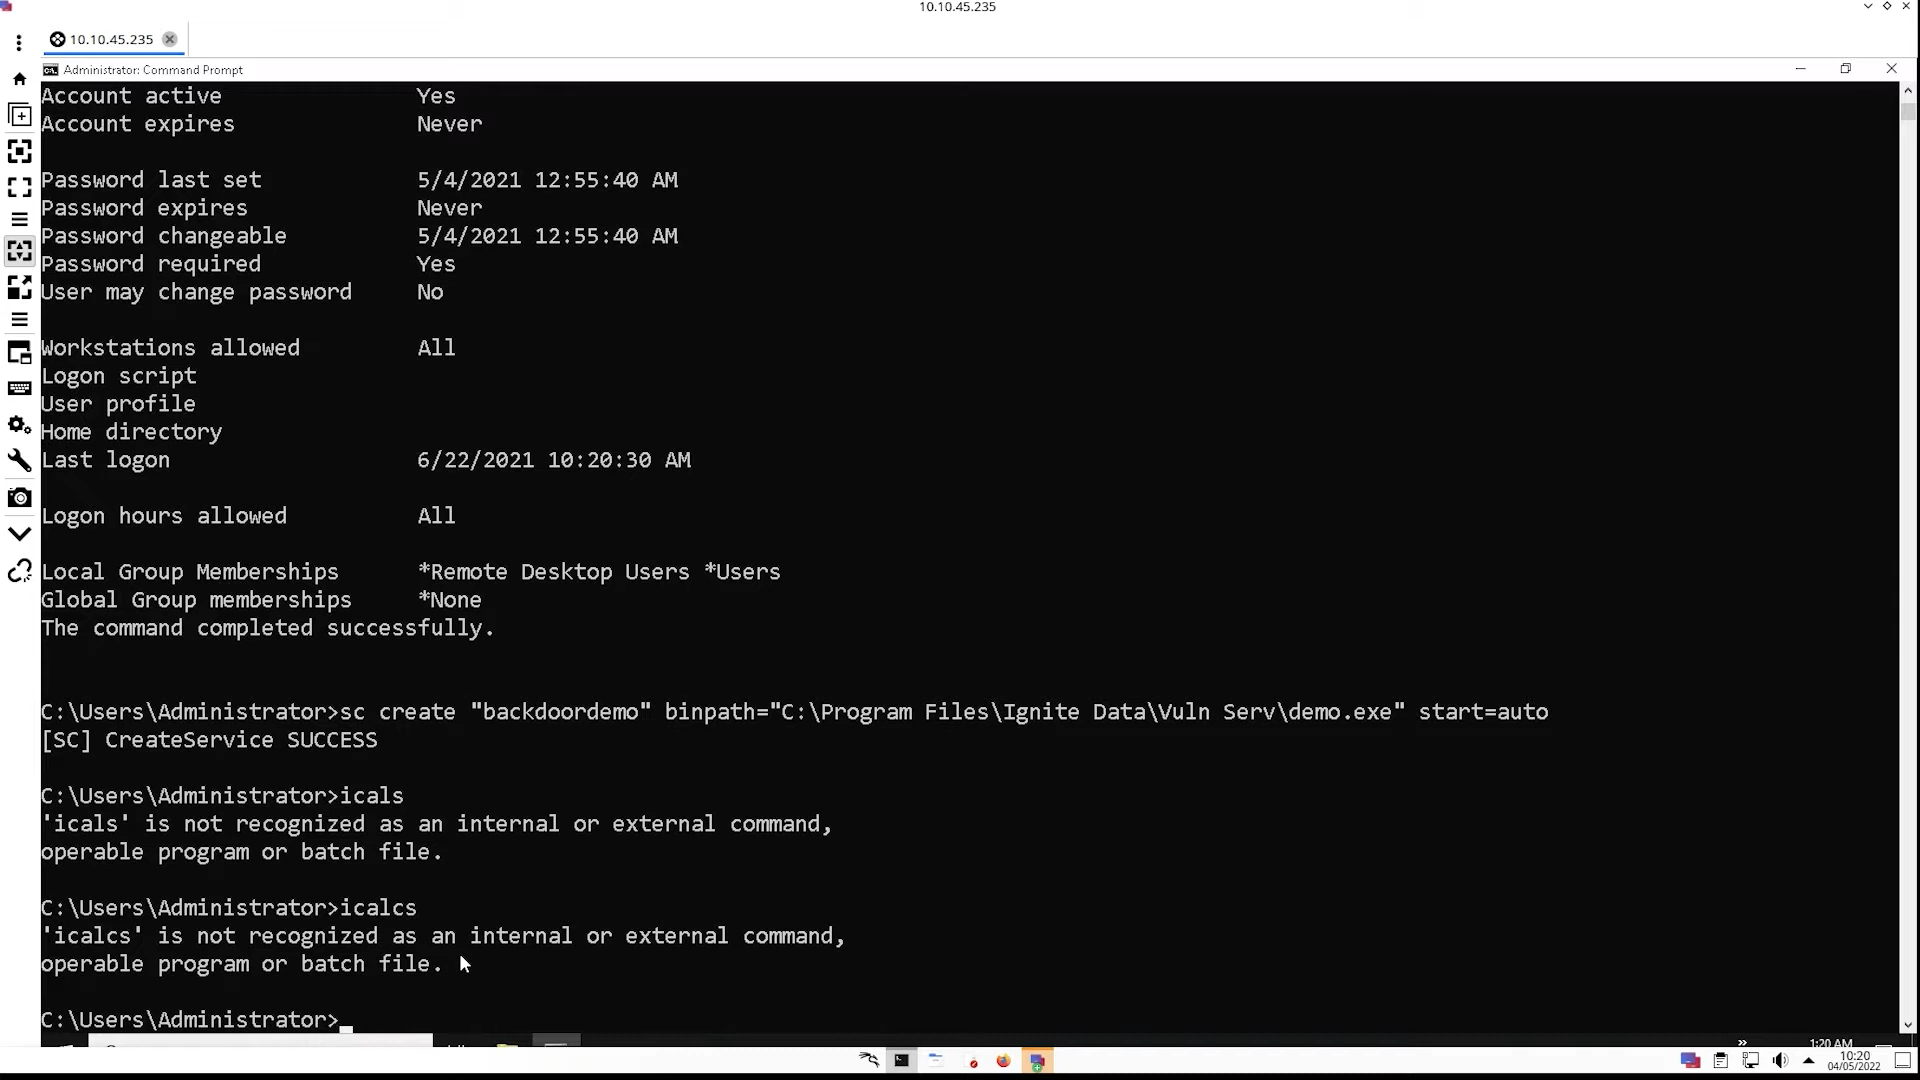 10.10.45.235
10.10.45.235
Administrator: Command Prompt
Account active Yes
Account expires Never
Password last set 5/4/2021 12:55:40 AM
Password expires Never
Password changeable 5/4/2021 12:55:40 AM
Password required Yes
User may change password No
Workstations allowed All
Logon script
User profile
Home directory
Last logon 6/22/2021 10:20:30 AM
Logon hours allowed All
Local Group Memberships *Remote Desktop Users *Users
Global Group memberships *None
The command completed successfully.
C:\Users\Administrator>sc create "backdoordemo" binpath="C:\Program Files\Ignite Data\Vuln Serv\demo.exe" start=auto
[SC] CreateService SUCCESS
C:\Users\Administrator>icals
'icals' is not recognized as an internal or external command,
operable program or batch file.
C:\Users\Administrator>icalcs
'icalcs' is not recognized as an internal or external command,
operable program or batch file.
C:\Users\Administrator>
1:20 AM
10:20
04/05/2022